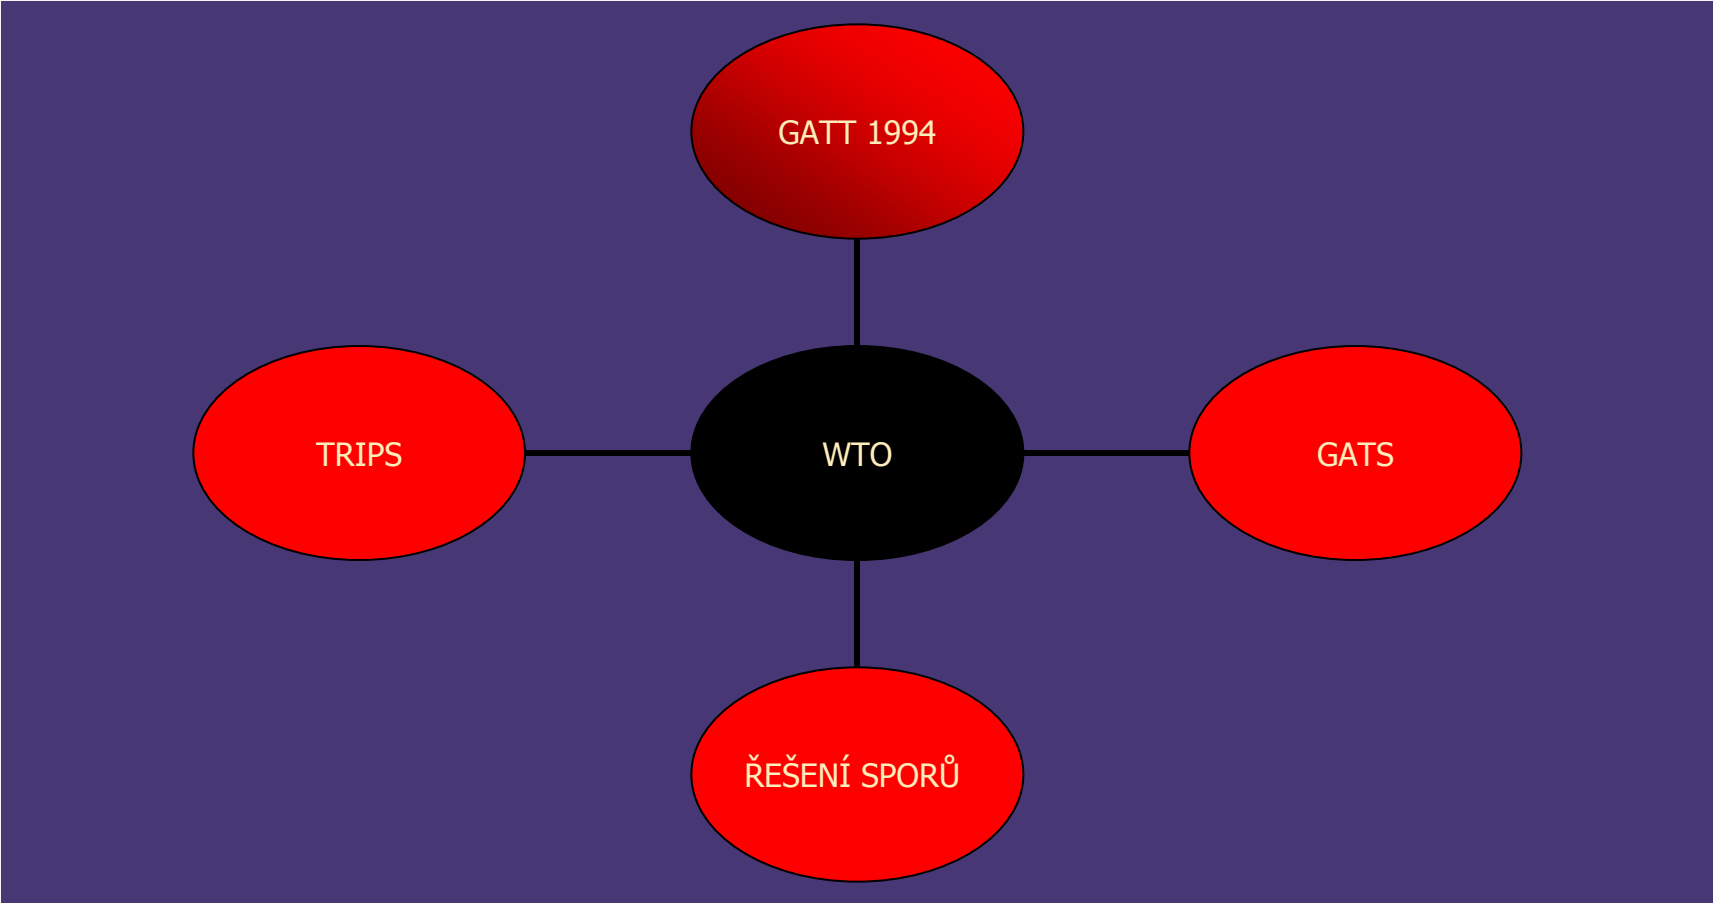 GATT 1994
TRIPS
WTO
GATS
ŘEŠENÍ SPORŮ